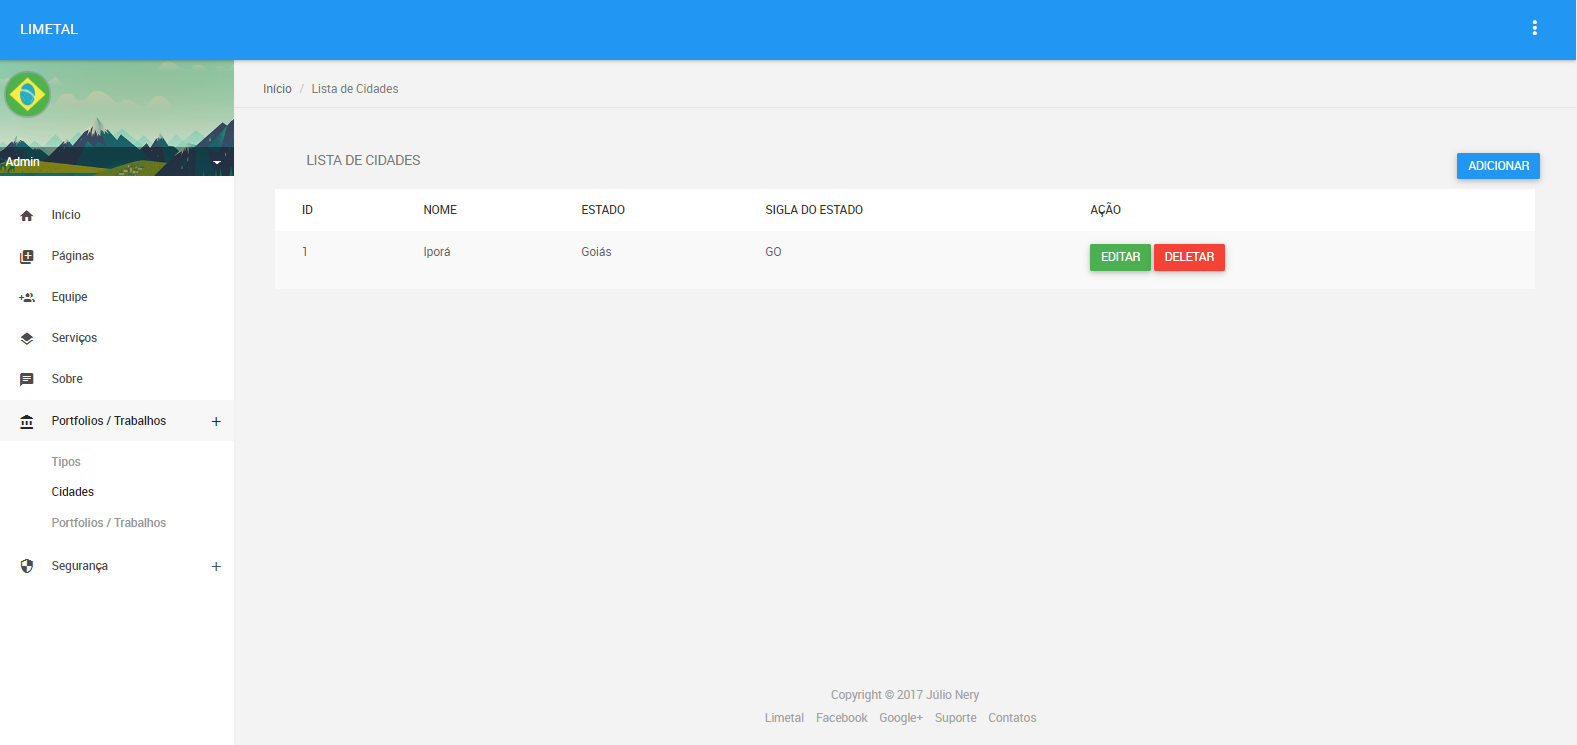 LIMETAL
Admin
Início
Páginas
Equipe
Serviços
Sobre
Portfolios / Trabalhos +
Tipos
Cidades
Portfolios / Trabalhos
Segurança +
Início / Lista de Cidades
LISTA DE CIDADES
ADICIONAR
ID NOME ESTADO SIGLA DO ESTADO AÇÃO
1 Iporá Goiás GO EDITAR DELETAR
Copyright © 2017 Júlio Nery
Limetal Facebook Google+ Suporte Contatos